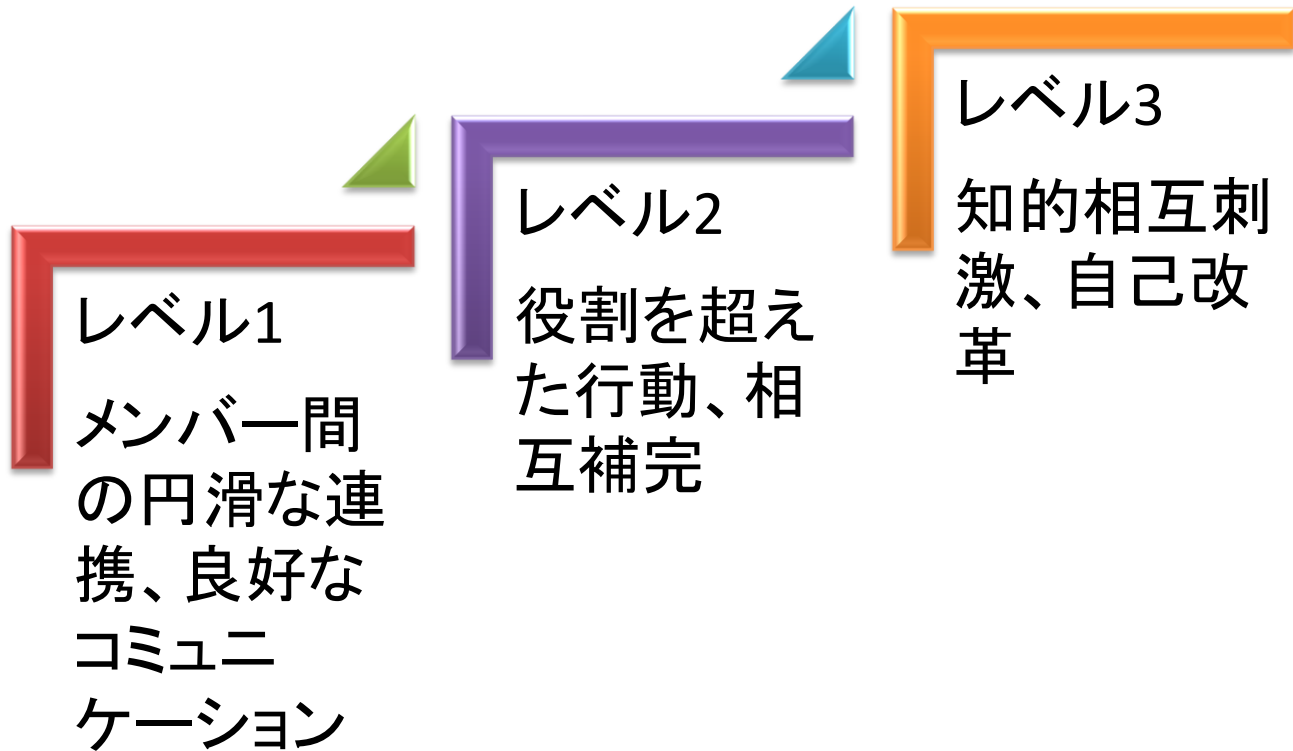 レベル1
メンバー間
の円滑な連
携、良好な
コミュニ
ケーション
レベル2
役割を超え
た行動、相
互補完
レベル3
知的相互刺
激、自己改
革